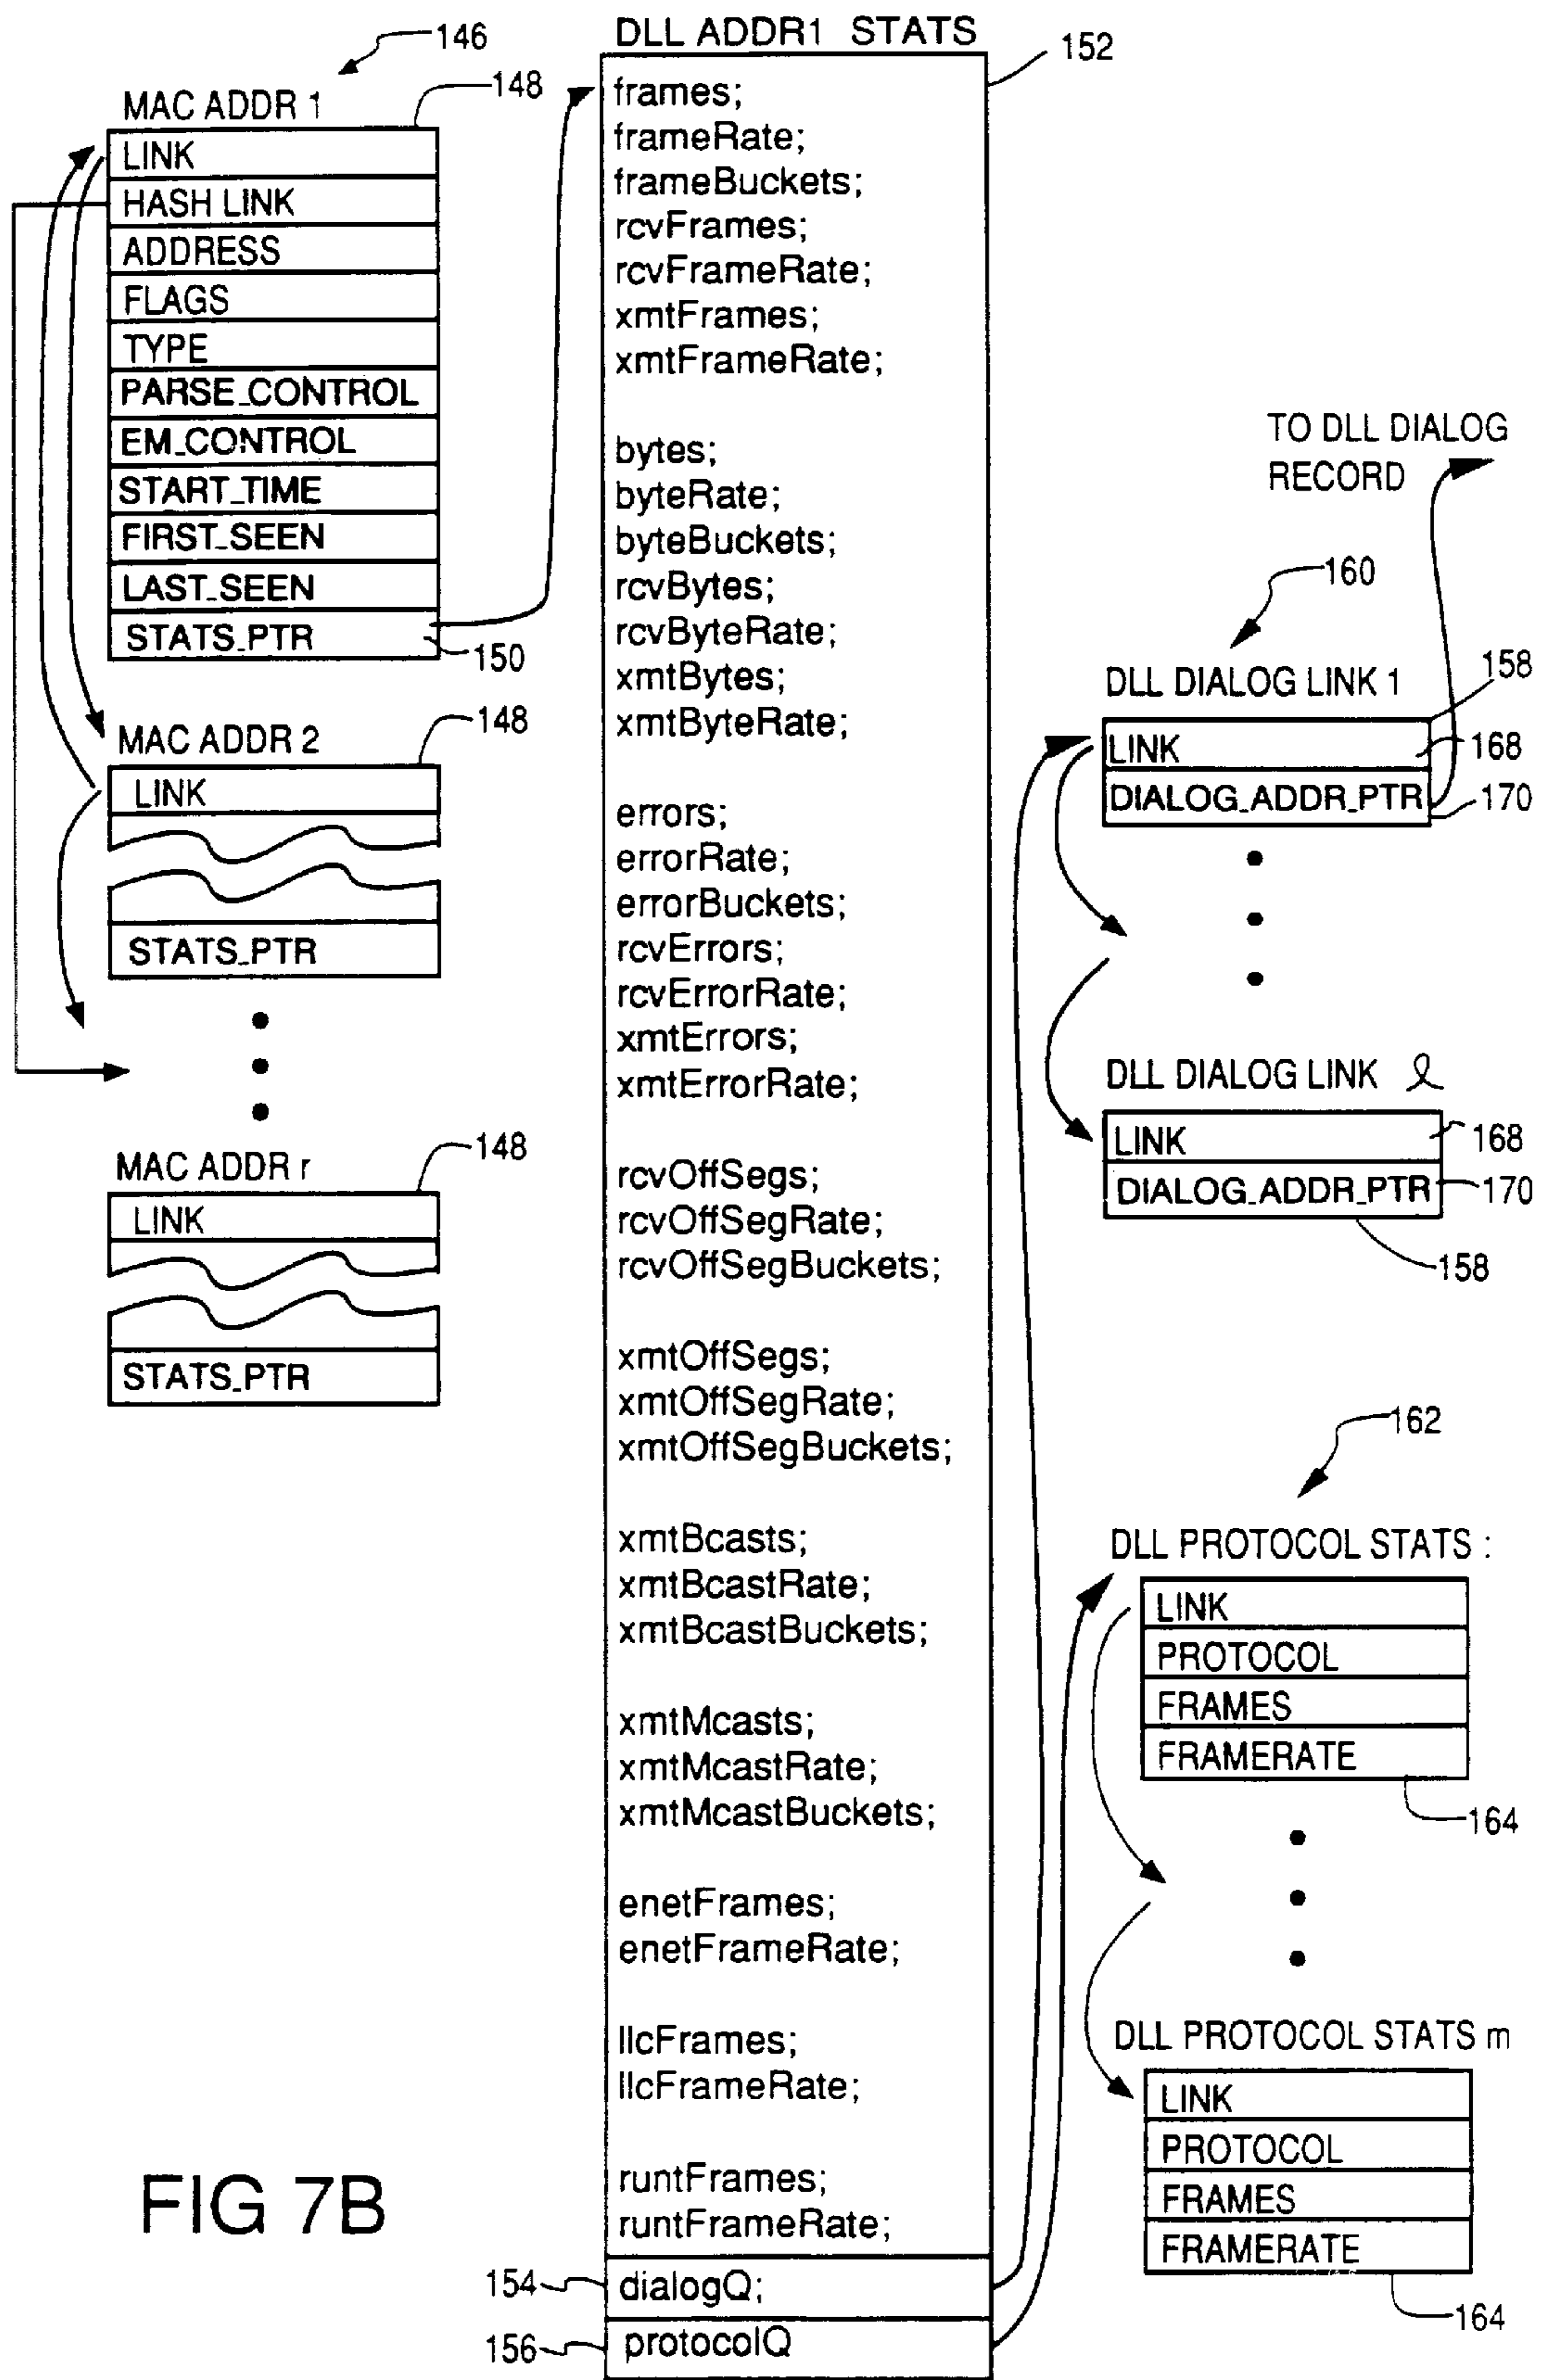 146
MAC ADDR 1
148
LINK
HASH LINK
ADDRESS
FLAGS
TYPE
PARSE_CONTROL
EM_CONTROL
START_TIME
FIRST_SEEN
LAST_SEEN
STATS_PTR
150
MAC ADDR 2
148
LINK
STATS_PTR
MAC ADDR r
148
LINK
STATS_PTR
DLL ADDR1 STATS
152
frames;
frameRate;
frameBuckets;
rcvFrames;
rcvFrameRate;
xmtFrames;
xmtFrameRate;
bytes;
byteRate;
byteBuckets;
rcvBytes;
rcvByteRate;
xmtBytes;
xmtByteRate;
errors;
errorRate;
errorBuckets;
rcvErrors;
rcvErrorRate;
xmtErrors;
xmtErrorRate;
rcvOffSegs;
rcvOffSegRate;
rcvOffSegBuckets;
xmtOffSegs;
xmtOffSegRate;
xmtOffSegBuckets;
xmtBcasts;
xmtBcastRate;
xmtBcastBuckets;
xmtMcasts;
xmtMcastRate;
xmtMcastBuckets;
enetFrames;
enetFrameRate;
llcFrames;
llcFrameRate;
runtFrames;
runtFrameRate;
154
dialogQ;
156
protocolQ
TO DLL DIALOG
RECORD
160
DLL DIALOG LINK 1
158
LINK
168
DIALOG_ADDR_PTR
170
DLL DIALOG LINK ℓ
LINK
168
DIALOG_ADDR_PTR
170
158
162
DLL PROTOCOL STATS :
LINK
PROTOCOL
FRAMES
FRAMERATE
164
DLL PROTOCOL STATS m
LINK
PROTOCOL
FRAMES
FRAMERATE
164
FIG 7B